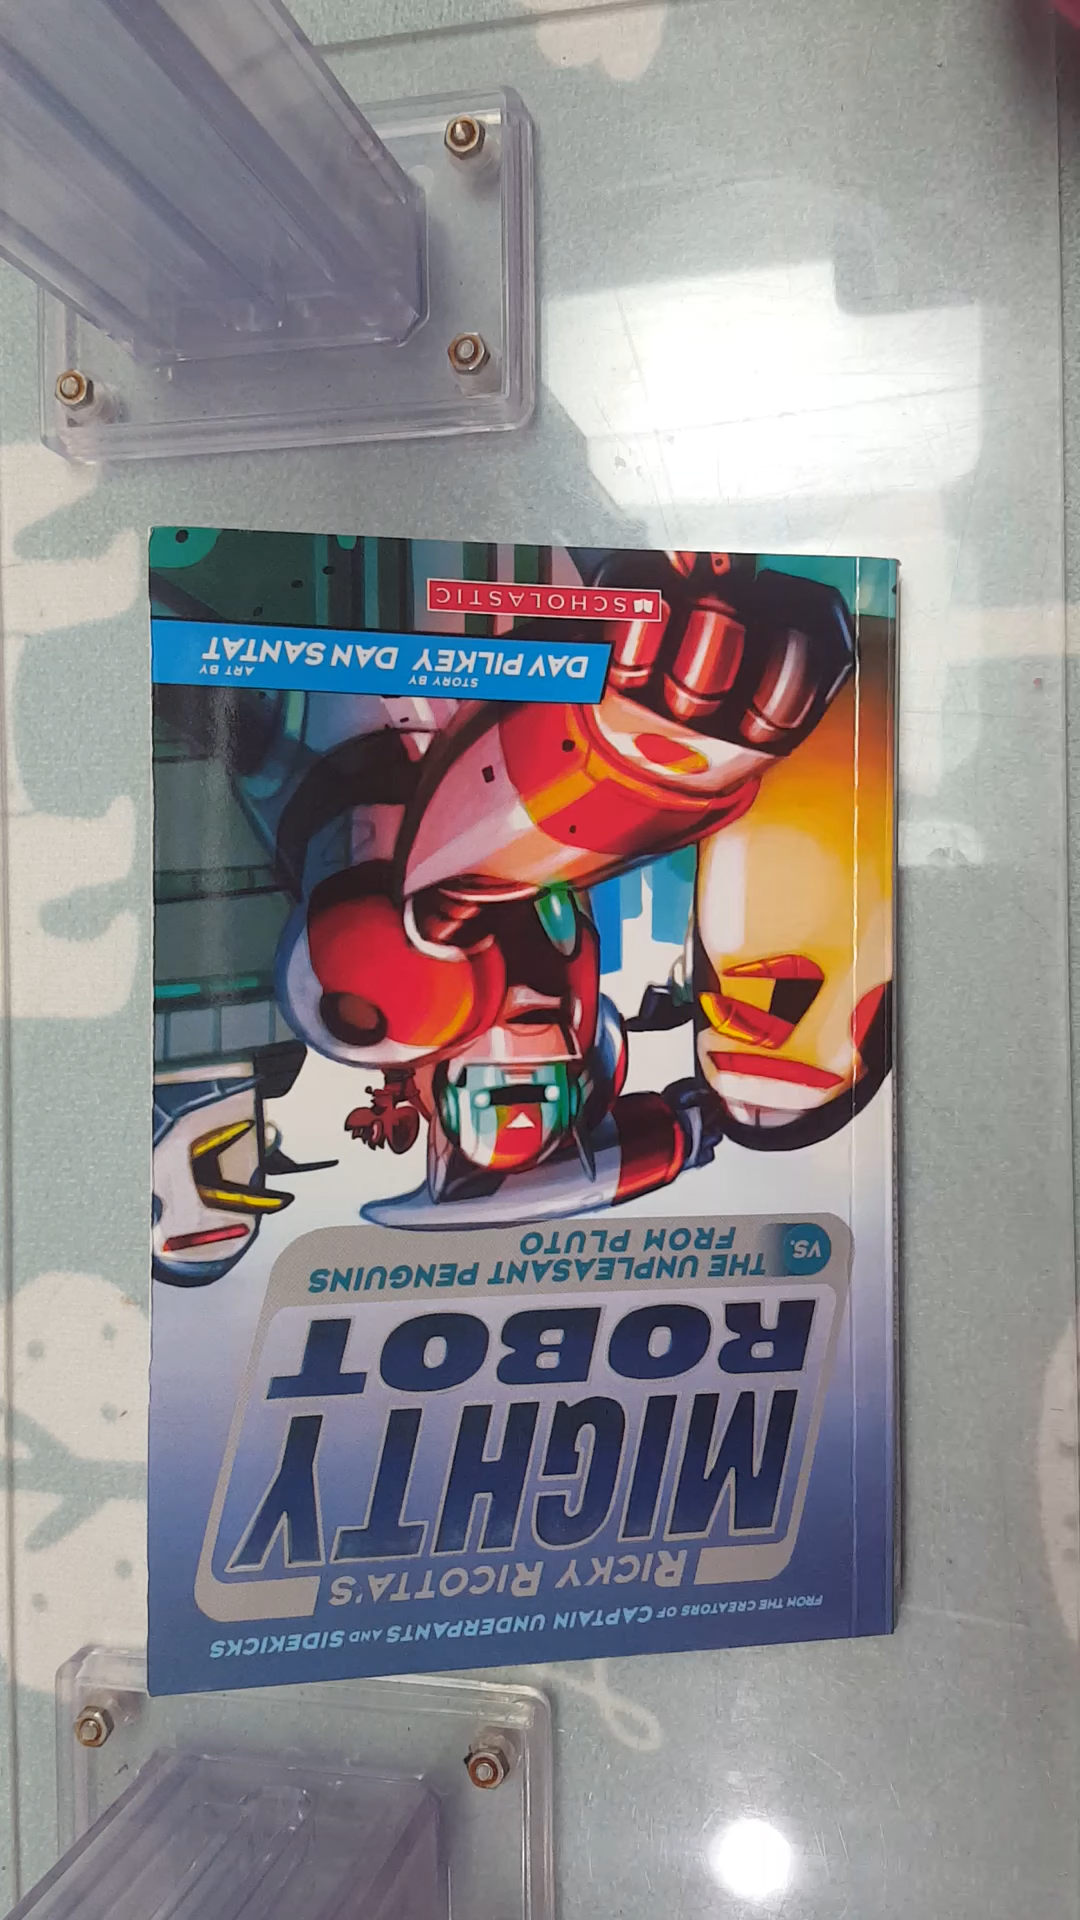 FROM THE CREATORS OF CAPTAIN UNDERPANTS AND SIDEKICKS
RICKY RICOTTA'S
MIGHTY
ROBOT
VS. THE UNPLEASANT PENGUINS
FROM PLUTO
STORY BY ART BY
DAV PILKEY DAN SANTAT
SCHOLASTIC